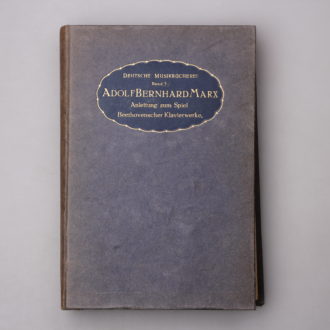 DEUTSCHE MUSIKBÜCHEREI
Band 7.
ADOLF BERNHARD MARX
Anleitung zum Spiel
Beethovenscher Klavierwerke.